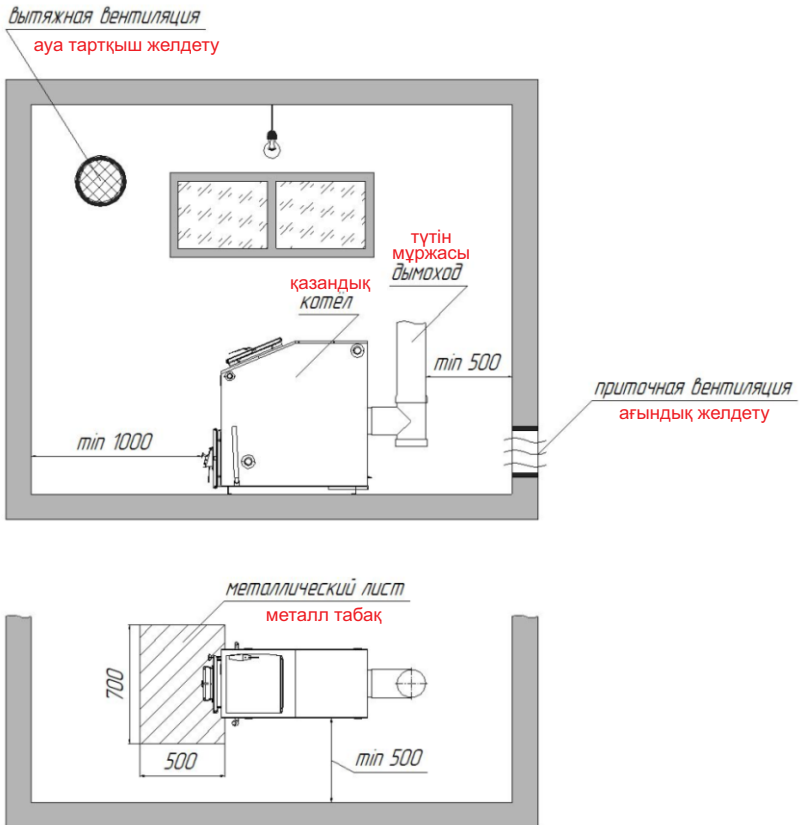 вытяжная вентиляция
ауа тартқыш желдету
түтін
мұржасы
дымоход
қазандық
котёл
min 500
приточная вентиляция
ағындық желдету
min 1000
металлический лист
металл табақ
700
500
min 500